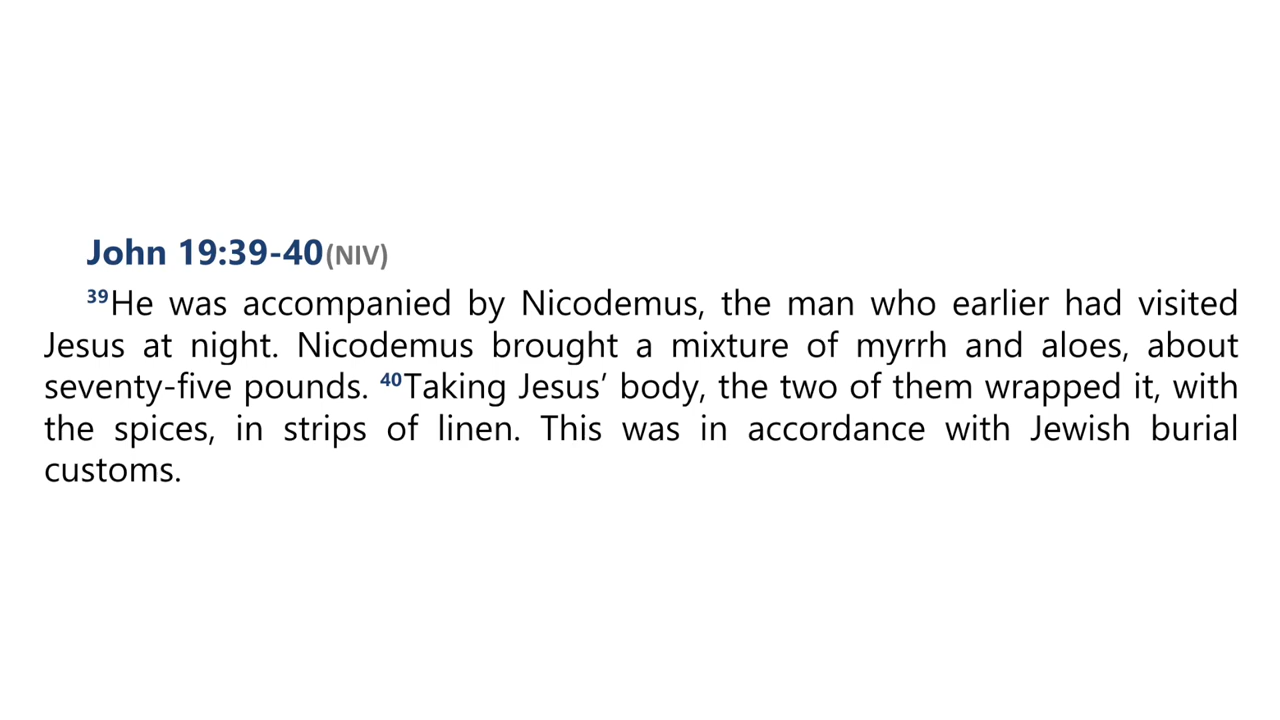 John 19:39-40(NIV)
39He was accompanied by Nicodemus, the man who earlier had visited
Jesus at night. Nicodemus brought a mixture of myrrh and aloes, about
seventy-five pounds. 40Taking Jesus’ body, the two of them wrapped it, with
the spices, in strips of linen. This was in accordance with Jewish burial
customs.